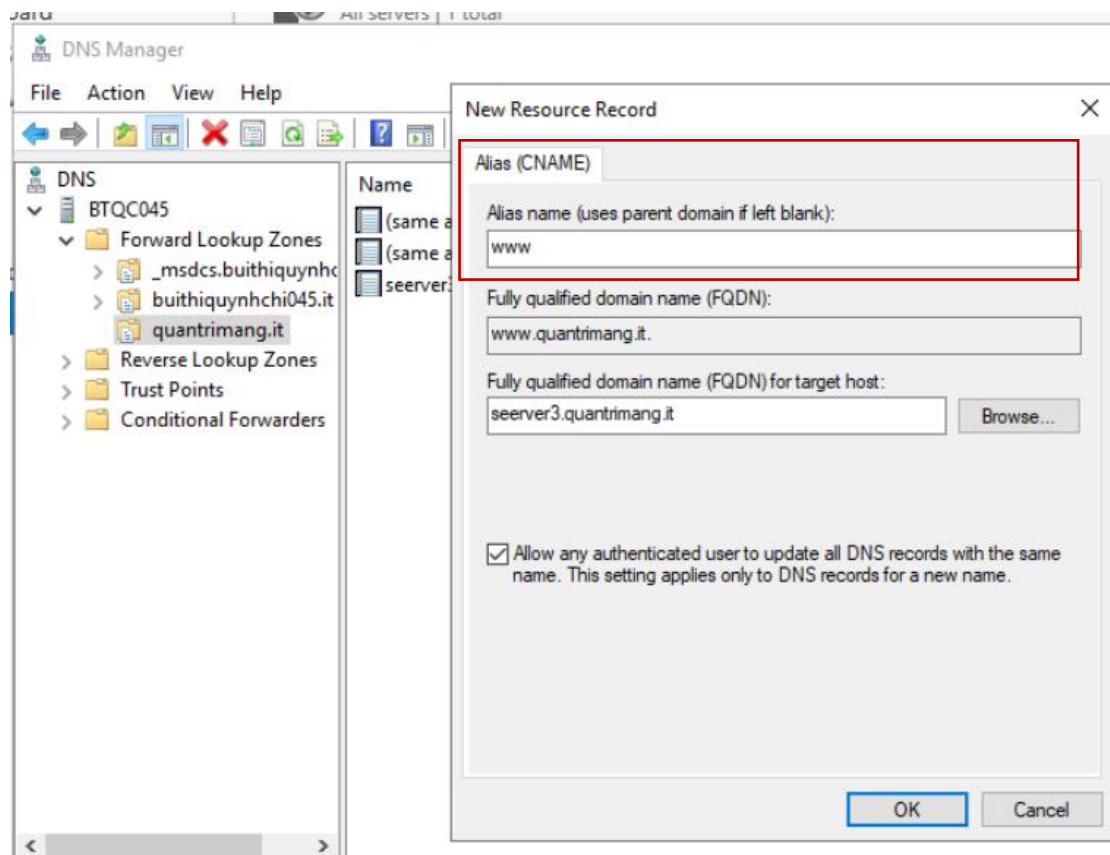 All servers | 1 total
DNS Manager
File Action View Help
DNS
BTQC045
Forward Lookup Zones
_msdcs.buithiquynhc
buithiquynhchi045.it
quantrimang.it
Reverse Lookup Zones
Trust Points
Conditional Forwarders
Name
(same a
(same a
seerver3
New Resource Record
Alias (CNAME)
Alias name (uses parent domain if left blank):
www
Fully qualified domain name (FQDN):
www.quantrimang.it.
Fully qualified domain name (FQDN) for target host:
seerver3.quantrimang.it
Browse...
Allow any authenticated user to update all DNS records with the same
name. This setting applies only to DNS records for a new name.
OK Cancel